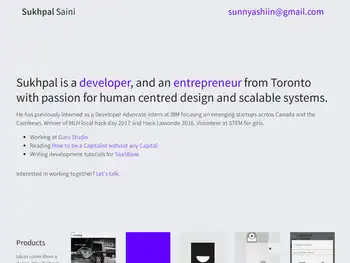 Sukhpal Saini
sunnyashiin@gmail.com
Sukhpal is a developer, and an entrepreneur from Toronto
with passion for human centred design and scalable systems.
He has previously interned as a Developer Advocate intern at IBM focusing on emerging startups across Canada and the
Carribean. Winner of MLH local hack day 2017 and Hack Lassonde 2016. Volunteer at STEM for girls.
Working at Guru Studio
Reading How to be a Capitalist without any Capital
Writing development tutorials for SaaSBase
Interested in working together? Let's talk.
Products